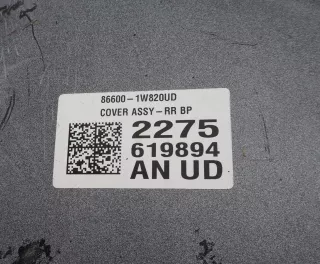 86600-1W820UD
COVER ASSY-RR BP
2275
619894
AN UD